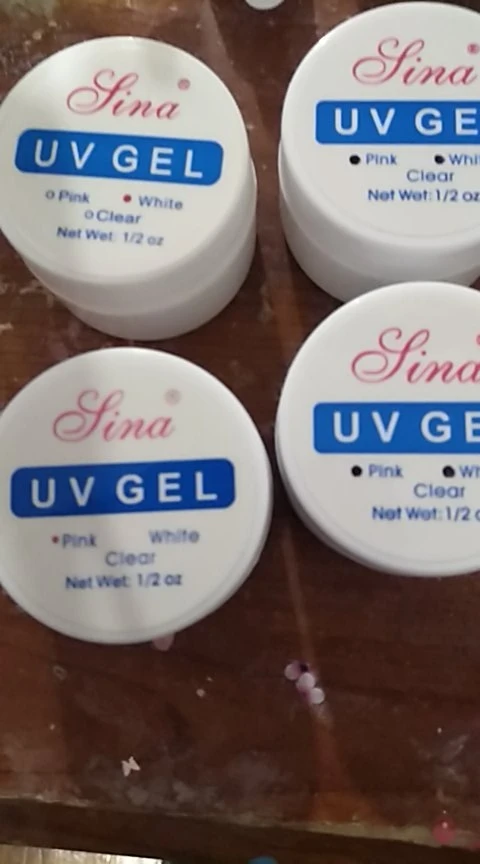 Sina®
UV GEL
Pink White
Clear
Net Wet: 1/2 oz
Sina®
UV GE
Pink Whi
Clear
Net Wet: 1/2 oz
Sina®
UV GEL
Pink White
Clear
Net Wet: 1/2 oz
Sina
UV GE
Pink Wh
Clear
Net Wet: 1/2 o